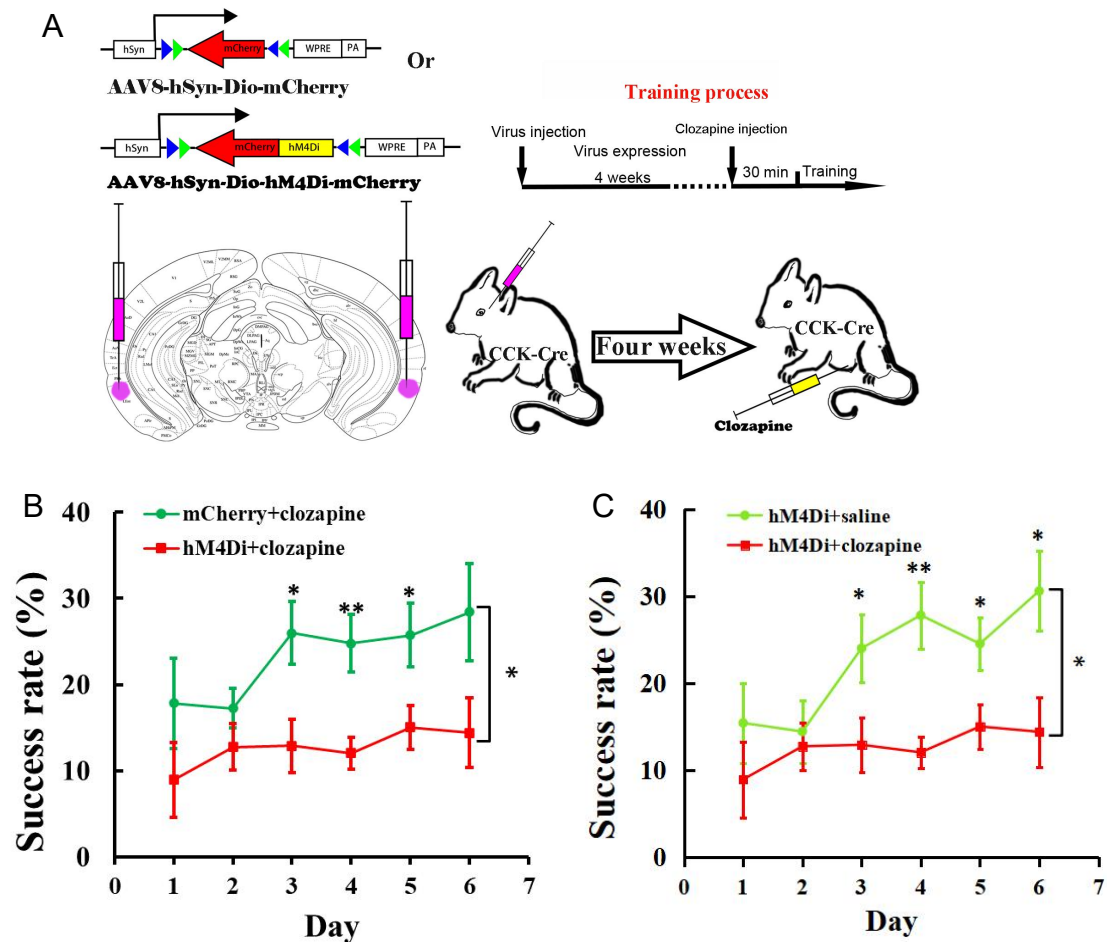 A
hSyn
mCherry
WPRE
PA
Or
AAV8-hSyn-Dio-mCherry
hSyn
mCherry
hM4Di
WPRE
PA
AAV8-hSyn-Dio-hM4Di-mCherry
Training process
Virus injection
Clozapine injection
Virus expression
4 weeks
30 min
Training
CCK-Cre
Four weeks
CCK-Cre
Clozapine
B
mCherry+clozapine
hM4Di+clozapine
Success rate (%)
40
30
20
10
0
* ** *
*
0 1 2 3 4 5 6 7
Day
C
hM4Di+saline
hM4Di+clozapine
Success rate (%)
40
30
20
10
0
* ** * *
*
0 1 2 3 4 5 6 7
Day